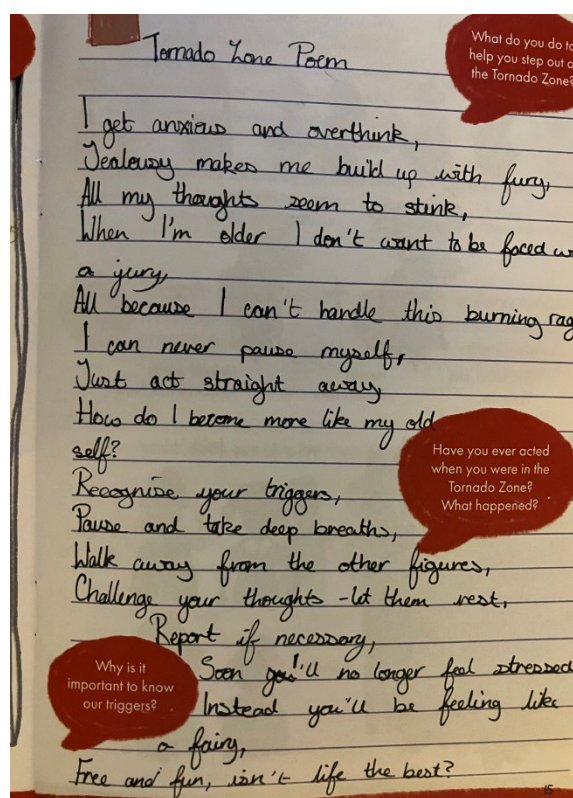 Tornado Zone Poem
What do you do to
help you step out o
the Tornado Zone?
I get anxious and overthink,
Jealousy makes me build up with fury,
All my thoughts seem to stink,
When I'm older I don't want to be faced w
a jury,
All because I can't handle this burning rag
I can never pause myself,
Just act straight away
How do I become more like my old
self?
Have you ever acted
when you were in the
Tornado Zone?
What happened?
Recognise your triggers,
Pause and take deep breaths,
Walk away from the other figures,
Challenge your thoughts - let them rest,
Report if necessary,
Why is it
important to know
our triggers?
Soon you'll no longer feel stressed
Instead you'll be feeling like
a fairy,
Free and fun, isn't life the best?
15